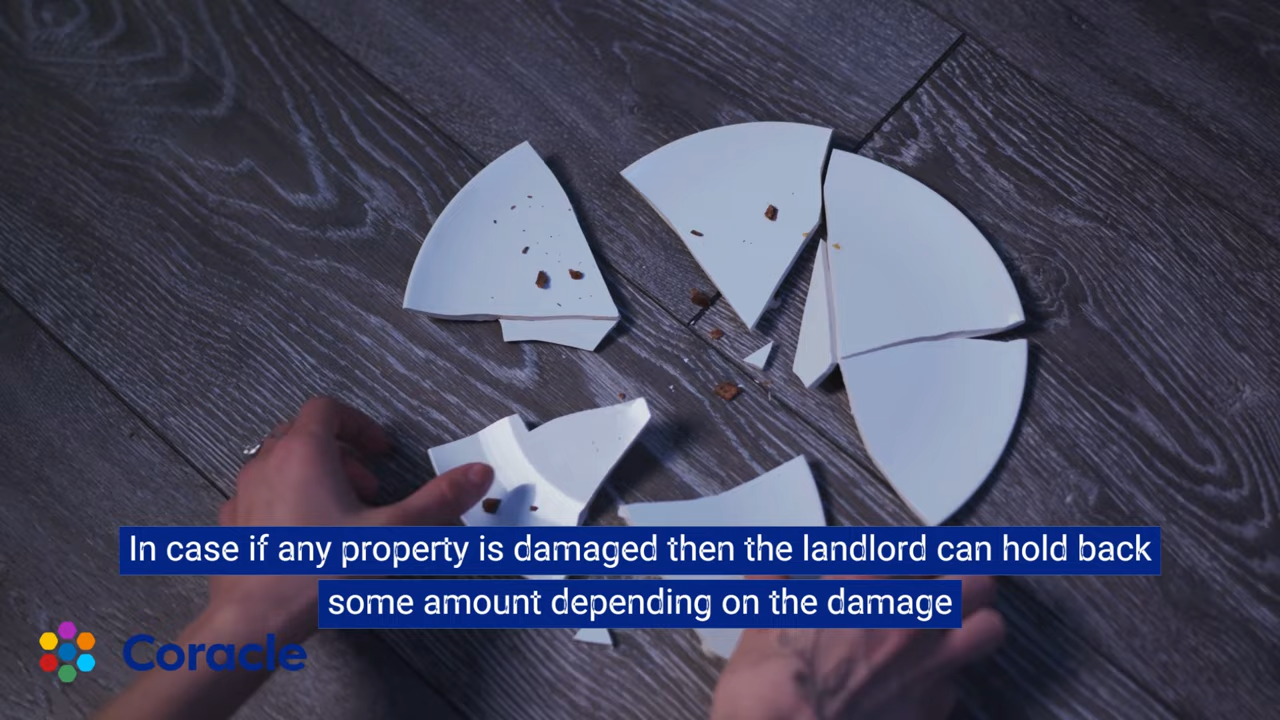 In case if any property is damaged then the landlord can hold back
some amount depending on the damage
Coracle